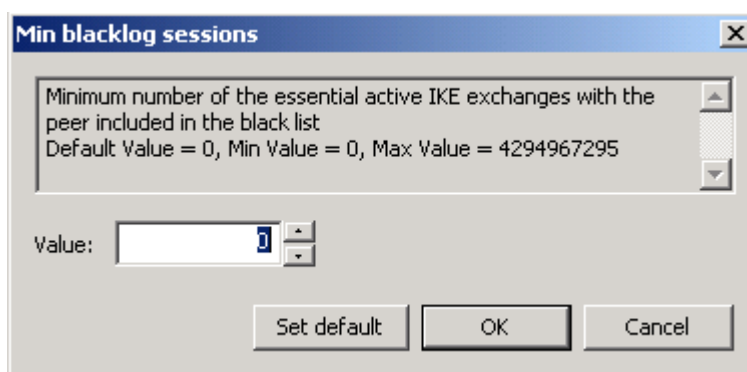 Min blacklog sessions
Minimum number of the essential active IKE exchanges with the
peer included in the black list
Default Value = 0, Min Value = 0, Max Value = 4294967295
Value: 0
Set default OK Cancel